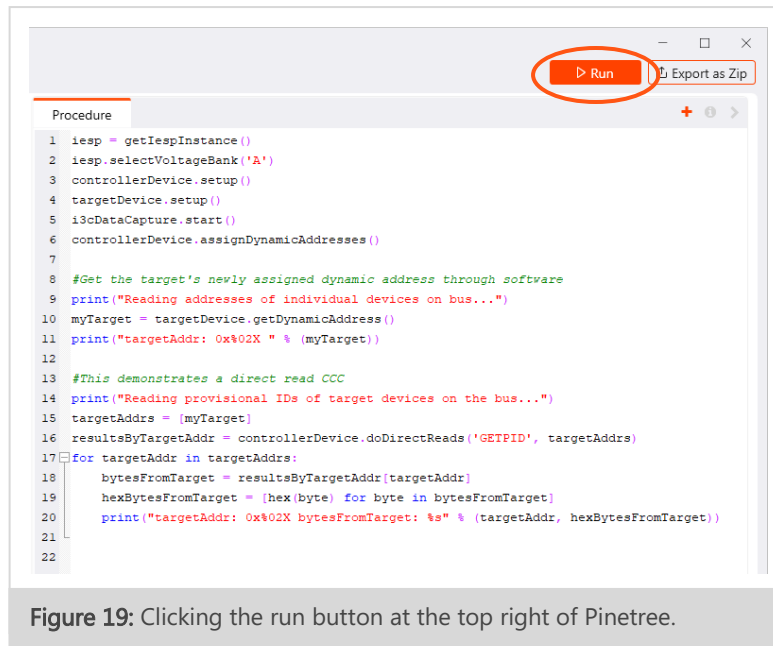 Run
Export as Zip
Procedure
1 iesp = getIespInstance()
2 iesp.selectVoltageBank('A')
3 controllerDevice.setup()
4 targetDevice.setup()
5 i3cDataCapture.start()
6 controllerDevice.assignDynamicAddresses()
7
8 #Get the target's newly assigned dynamic address through software
9 print("Reading addresses of individual devices on bus...")
10 myTarget = targetDevice.getDynamicAddress()
11 print("targetAddr: 0x%02X " % (myTarget))
12
13 #This demonstrates a direct read CCC
14 print("Reading provisional IDs of target devices on the bus...")
15 targetAddrs = [myTarget]
16 resultsByTargetAddr = controllerDevice.doDirectReads('GETPID', targetAddrs)
17 for targetAddr in targetAddrs:
18     bytesFromTarget = resultsByTargetAddr[targetAddr]
19     hexBytesFromTarget = [hex(byte) for byte in bytesFromTarget]
20     print("targetAddr: 0x%02X bytesFromTarget: %s" % (targetAddr, hexBytesFromTarget))
21
22
Figure 19: Clicking the run button at the top right of Pinetree.